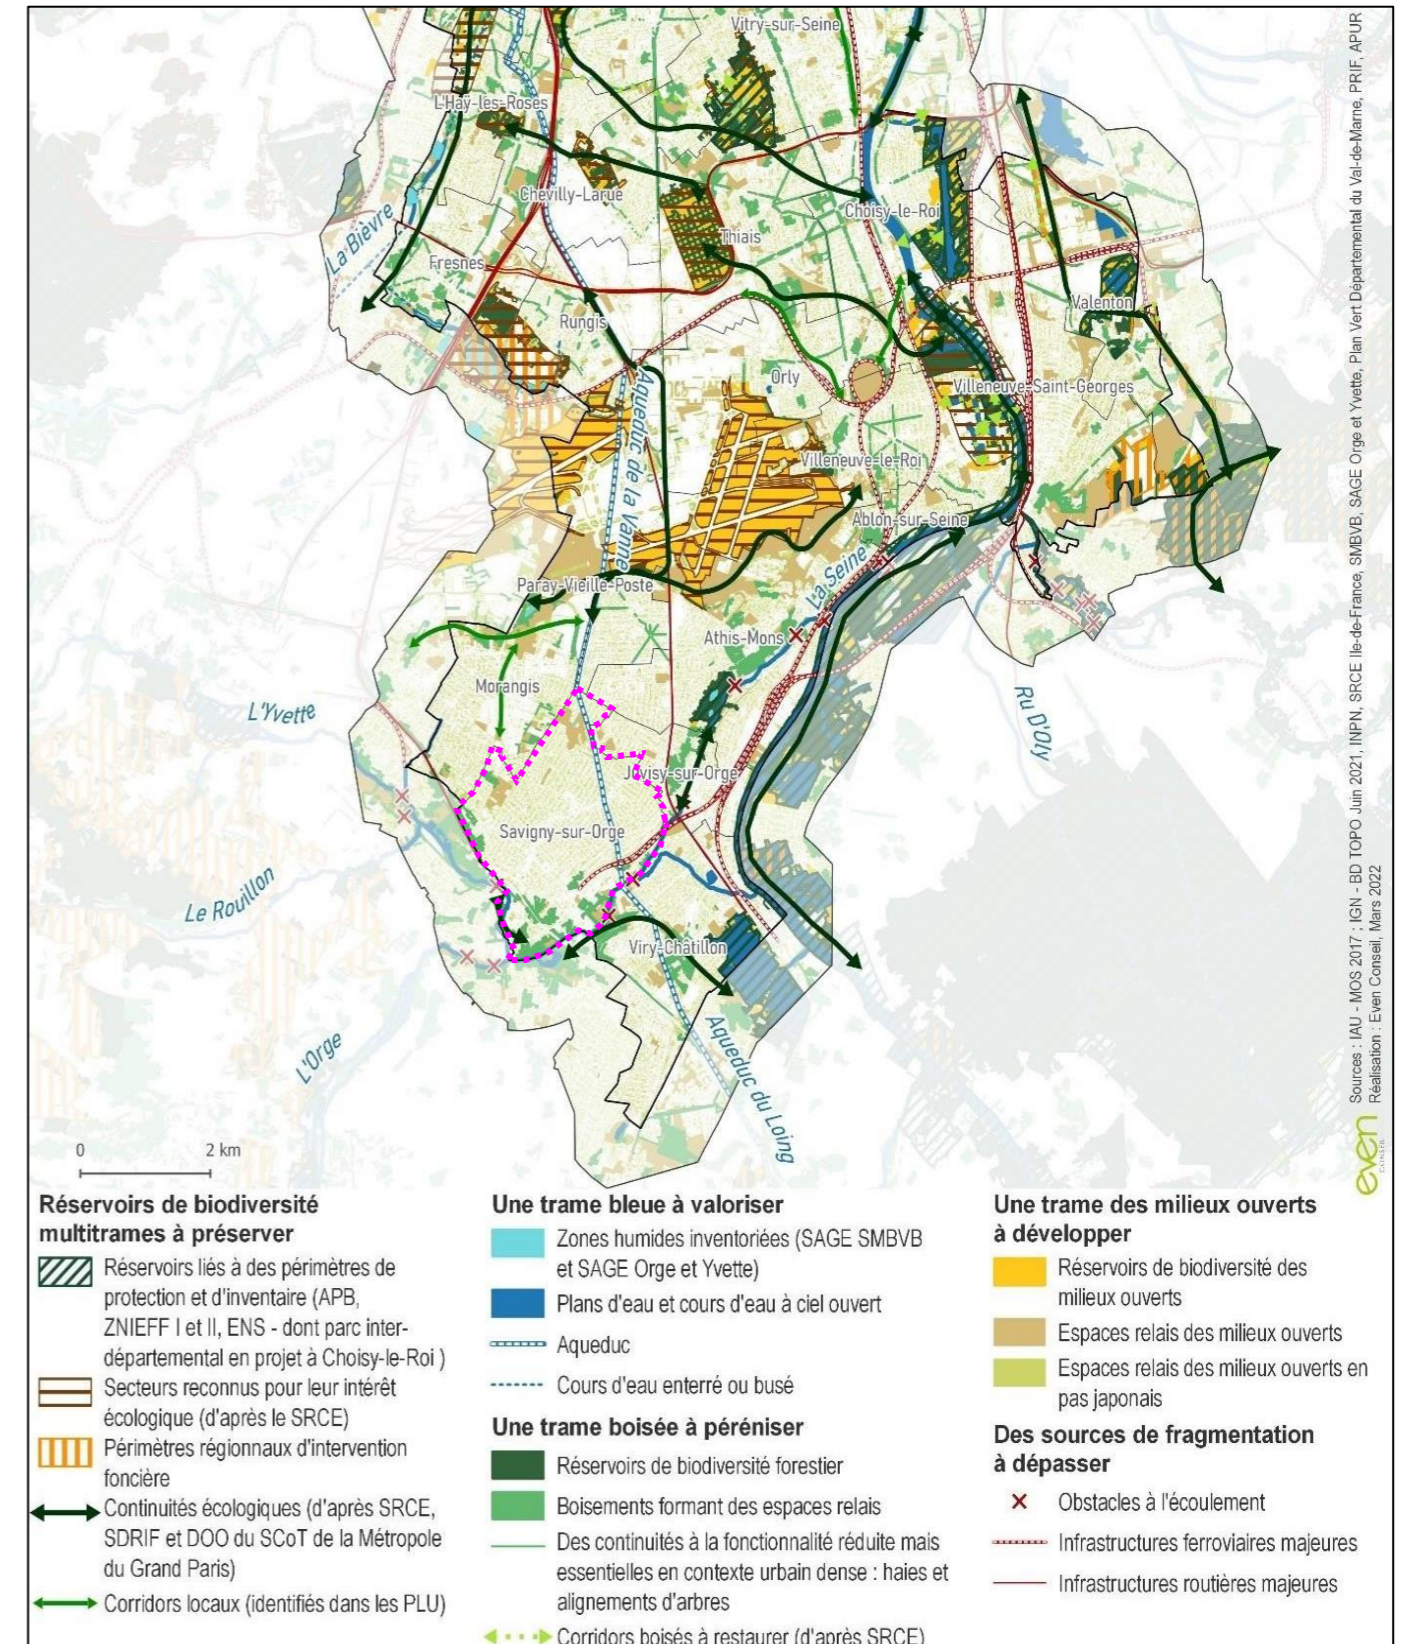 Vitry-sur-Seine
L'Haÿ-les-Roses
Chevilly-Larue
Choisy-le-Roi
La Bièvre
Thiais
Fresnes
Valenton
Rungis
Orly
Villeneuve-Saint-Georges
Aqueduc de la Vanne
Villeneuve-le-Roi
Ablon-sur-Seine
La Seine
Paray-Vieille-Poste
Athis-Mons
Morangis
L'Yvette
Ru D'Oly
Juvisy-sur-Orge
Savigny-sur-Orge
Le Rouillon
Viry-Châtillon
L'Orge
Aqueduc du Loing
0 2 km
Sources : IAU - MOS 2017 ; IGN - BD TOPO Juin 2021, INPN, SRCE Ile-de-France, SMBVB, SAGE Orge et Yvette, Plan Vert Départemental du Val-de-Marne, PRIF, APUR
Réalisation : Even Conseil, Mars 2022
even
CONSEIL
Réservoirs de biodiversité
multitrames à préserver
Réservoirs liés à des périmètres de
protection et d'inventaire (APB,
ZNIEFF I et II, ENS - dont parc inter-
départemental en projet à Choisy-le-Roi )
Secteurs reconnus pour leur intérêt
écologique (d'après le SRCE)
Périmètres régionnaux d'intervention
foncière
Continuités écologiques (d'après SRCE,
SDRIF et DOO du SCoT de la Métropole
du Grand Paris)
Corridors locaux (identifiés dans les PLU)
Une trame bleue à valoriser
Zones humides inventoriées (SAGE SMBVB
et SAGE Orge et Yvette)
Plans d'eau et cours d'eau à ciel ouvert
Aqueduc
Cours d'eau enterré ou busé
Une trame boisée à péréniser
Réservoirs de biodiversité forestier
Boisements formant des espaces relais
Des continuités à la fonctionnalité réduite mais
essentielles en contexte urbain dense : haies et
alignements d'arbres
Corridors boisés à restaurer (d'après SRCE)
Une trame des milieux ouverts
à développer
Réservoirs de biodiversité des
milieux ouverts
Espaces relais des milieux ouverts
Espaces relais des milieux ouverts en
pas japonais
Des sources de fragmentation
à dépasser
Obstacles à l'écoulement
Infrastructures ferroviaires majeures
Infrastructures routières majeures